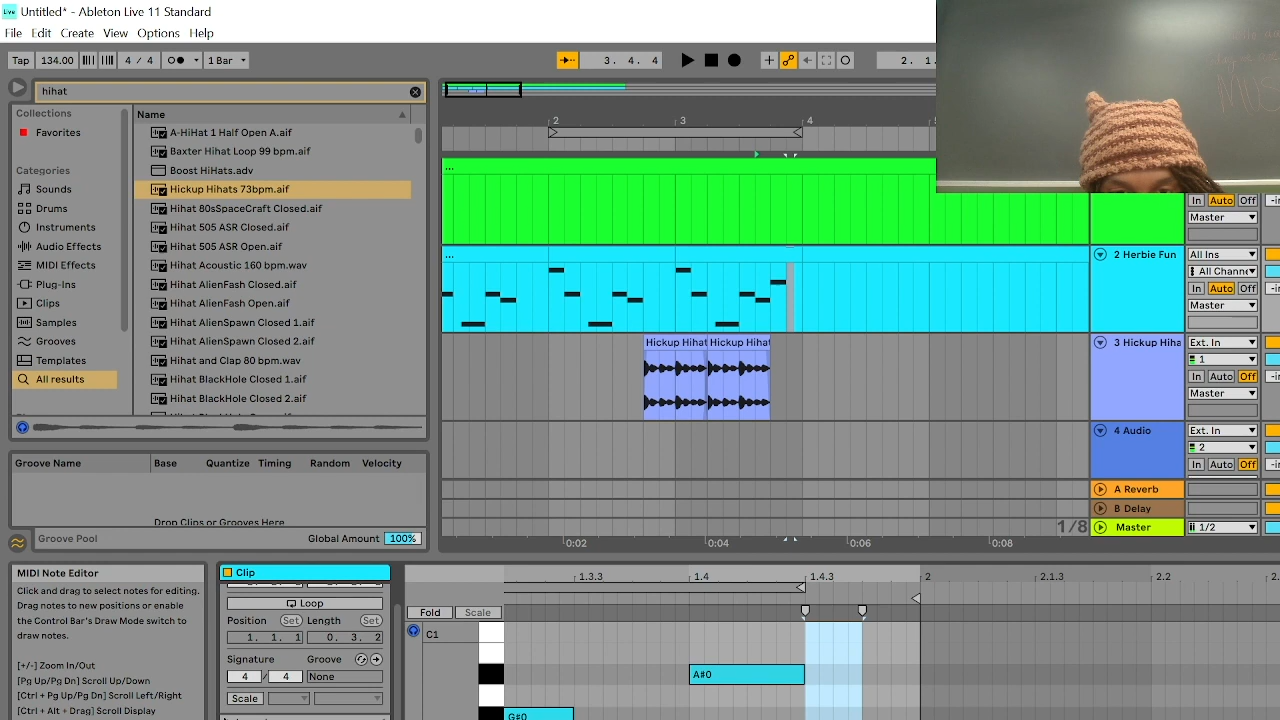 Live Untitled* - Ableton Live 11 Standard
File Edit Create View Options Help
Tap 134.00 4 / 4 1 Bar 3. 4. 4 2. 1.
hihat
Collections
Favorites
Categories
Sounds
Drums
Instruments
Audio Effects
MIDI Effects
Plug-Ins
Clips
Samples
Grooves
Templates
All results
Name
A-HiHat 1 Half Open A.aif
Baxter Hihat Loop 99 bpm.aif
Boost HiHats.adv
Hickup Hihats 73bpm.aif
Hihat 80sSpaceCraft Closed.aif
Hihat 505 ASR Closed.aif
Hihat 505 ASR Open.aif
Hihat Acoustic 160 bpm.wav
Hihat AlienFash Closed.aif
Hihat AlienFash Open.aif
Hihat AlienSpawn Closed 1.aif
Hihat AlienSpawn Closed 2.aif
Hihat and Clap 80 bpm.wav
Hihat BlackHole Closed 1.aif
Hihat BlackHole Closed 2.aif
Groove Name Base Quantize Timing Random Velocity
Drop Clips or Grooves Here
Groove Pool Global Amount 100%
2 3 4
...
...
Hickup Hihat Hickup Hihat
MUS
In Auto Off
Master
2 Herbie Fun All Ins
All Channe
In Auto Off
Master
3 Hickup Hiha Ext. In
1
In Auto Off
Master
4 Audio Ext. In
2
In Auto Off
A Reverb
B Delay
1/8 Master 1/2
0:02 0:04 0:06 0:08
MIDI Note Editor
Click and drag to select notes for editing.
Drag notes to new positions or enable
the Control Bar's Draw Mode switch to
draw notes.
[+/-] Zoom In/Out
[Pg Up/Pg Dn] Scroll Up/Down
[Ctrl + Pg Up/Pg Dn] Scroll Left/Right
[Ctrl + Alt + Drag] Scroll Display
Clip
Loop
Position Set Length Set
1. 1. 1 0. 3. 2
Signature Groove
4 / 4 None
Scale
1.3.3 1.4 1.4.3 2 2.1.3 2.2
Fold Scale
C1
A#0
G#0